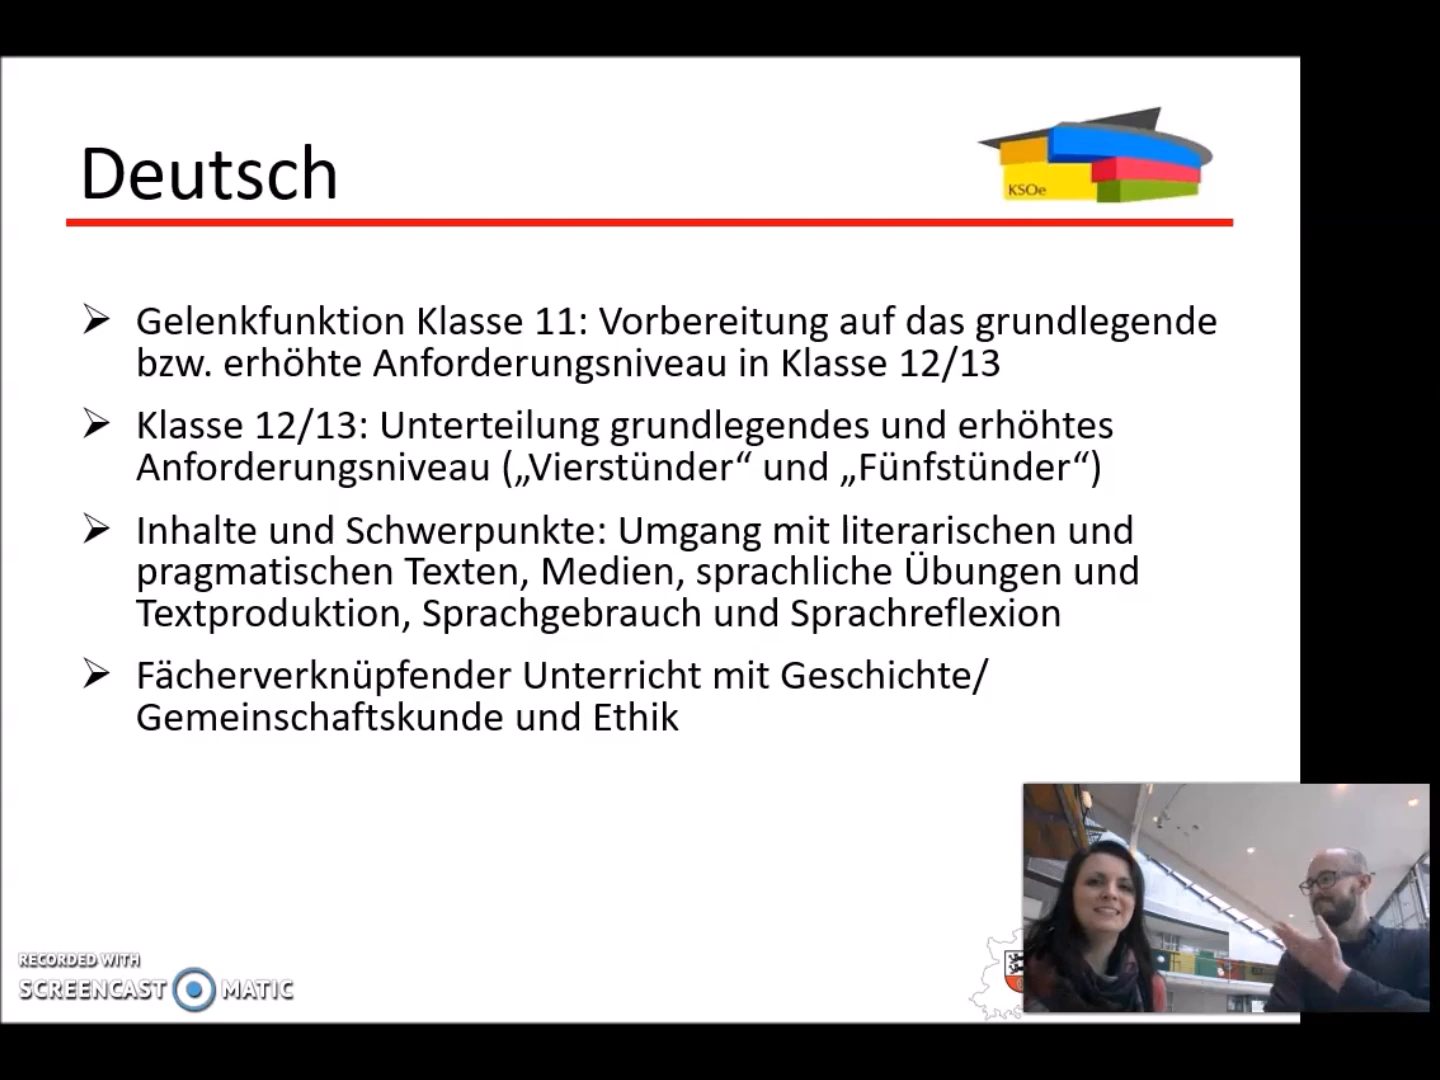 Deutsch
KSOe
➢ Gelenkfunktion Klasse 11: Vorbereitung auf das grundlegende
bzw. erhöhte Anforderungsniveau in Klasse 12/13
➢ Klasse 12/13: Unterteilung grundlegendes und erhöhtes
Anforderungsniveau („Vierstünder“ und „Fünfstünder“)
➢ Inhalte und Schwerpunkte: Umgang mit literarischen und
pragmatischen Texten, Medien, sprachliche Übungen und
Textproduktion, Sprachgebrauch und Sprachreflexion
➢ Fächerverknüpfender Unterricht mit Geschichte/
Gemeinschaftskunde und Ethik
RECORDED WITH
SCREENCAST MATIC